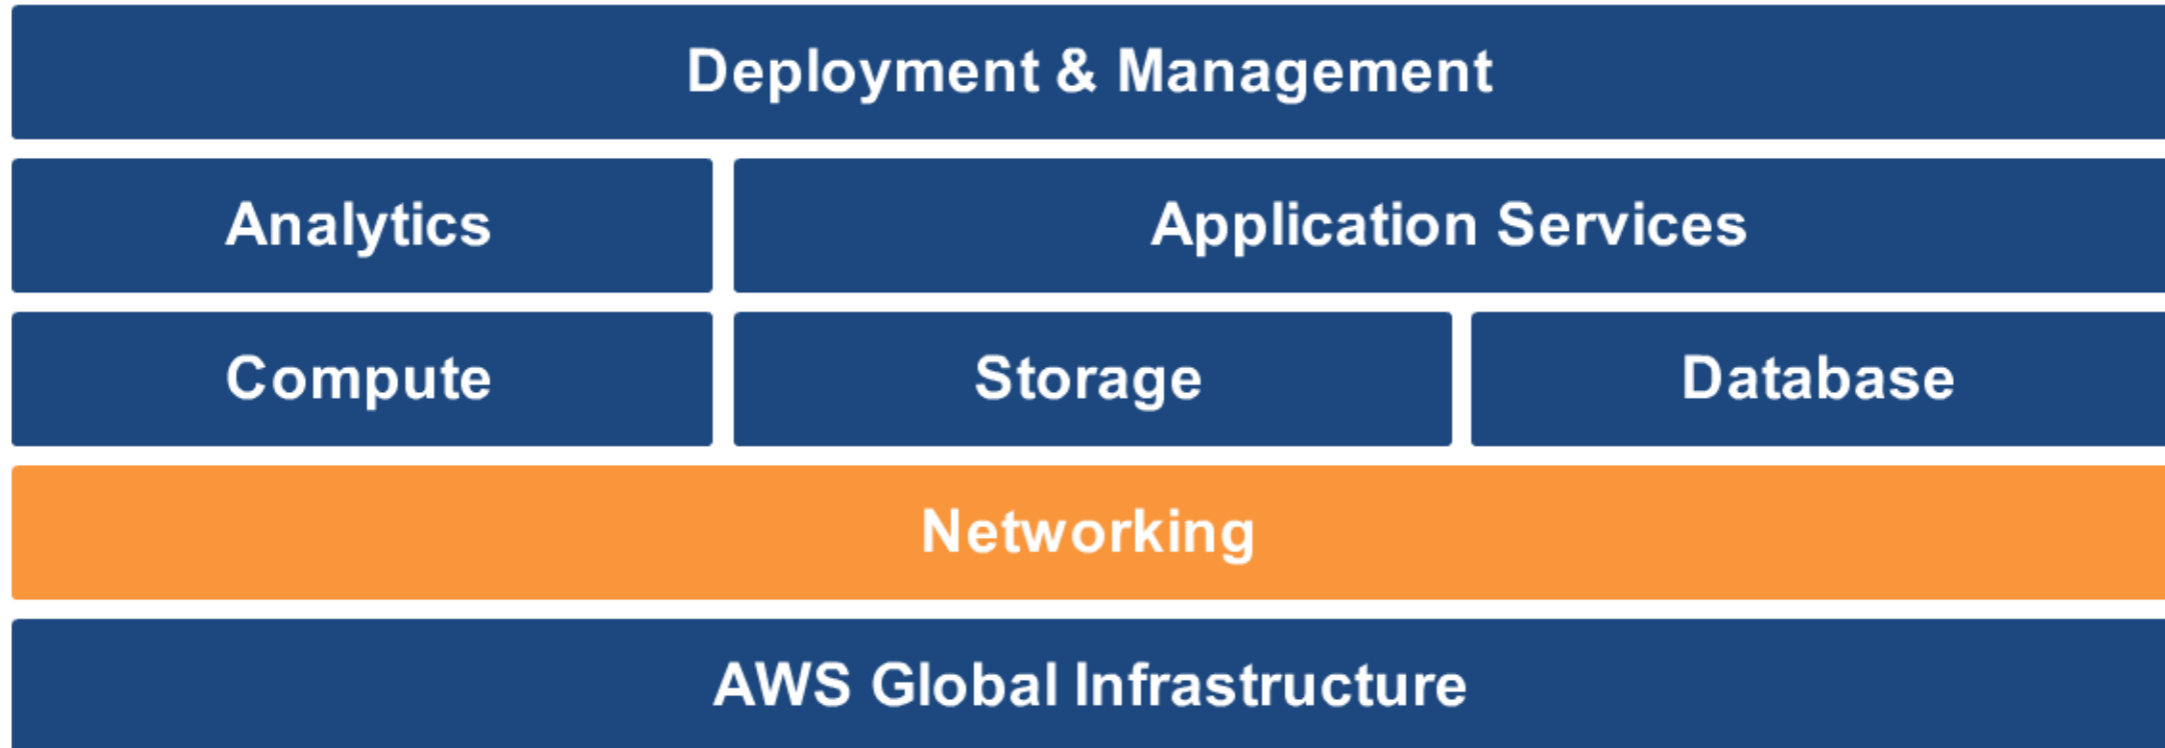 Deployment & Management
Analytics
Application Services
Compute
Storage
Database
Networking
AWS Global Infrastructure